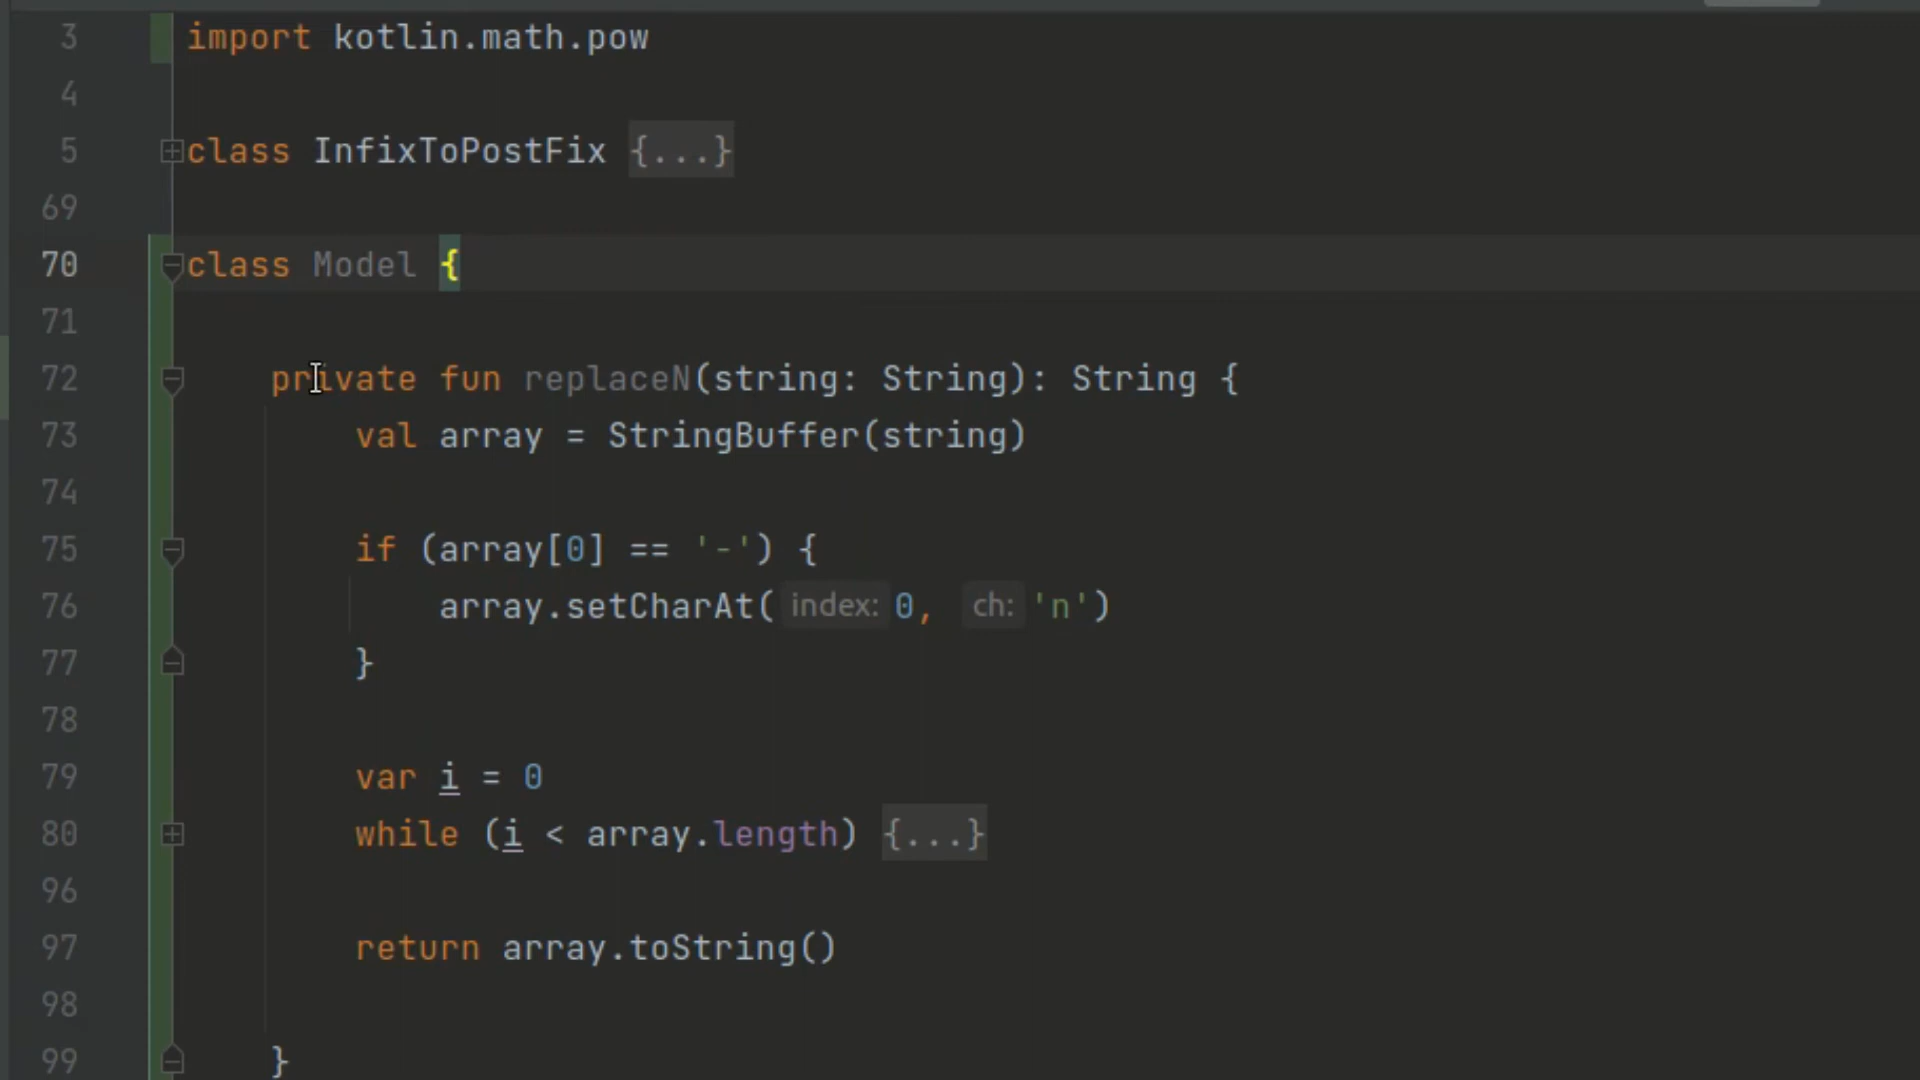 3 import kotlin.math.pow
4
5 class InfixToPostFix {...}
69
70 class Model {
71
72 private fun replaceN(string: String): String {
73 val array = StringBuffer(string)
74
75 if (array[0] == '-') {
76 array.setCharAt( index: 0, ch: 'n')
77 }
78
79 var i = 0
80 while (i < array.length) {...}
96
97 return array.toString()
98
99 }